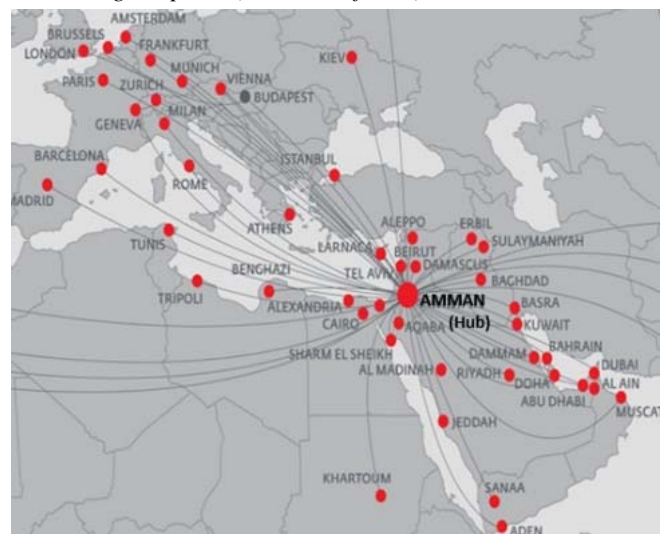 AMSTERDAM
BRUSSELS
LONDON
FRANKFURT
KIEV
MUNICH
PARIS
ZURICH
VIENNA
BUDAPEST
GENEVA
MILAN
BARCELONA
ISTANBUL
ROME
MADRID
ATHENS
ALEPPO
ERBIL
TUNIS
LARNACA
BEIRUT
SULAYMANIYAH
BENGHAZI
TEL AVIV
DAMASCUS
BAGHDAD
TRIPOLI
ALEXANDRIA
AMMAN
(Hub)
BASRA
CAIRO
AQABA
KUWAIT
SHARM EL SHEIKH
DAMMAM
BAHRAIN
AL MADINAH
RIYADH
DOHA
DUBAI
AL AIN
ABU DHABI
MUSCAT
JEDDAH
KHARTOUM
SANAA
ADEN